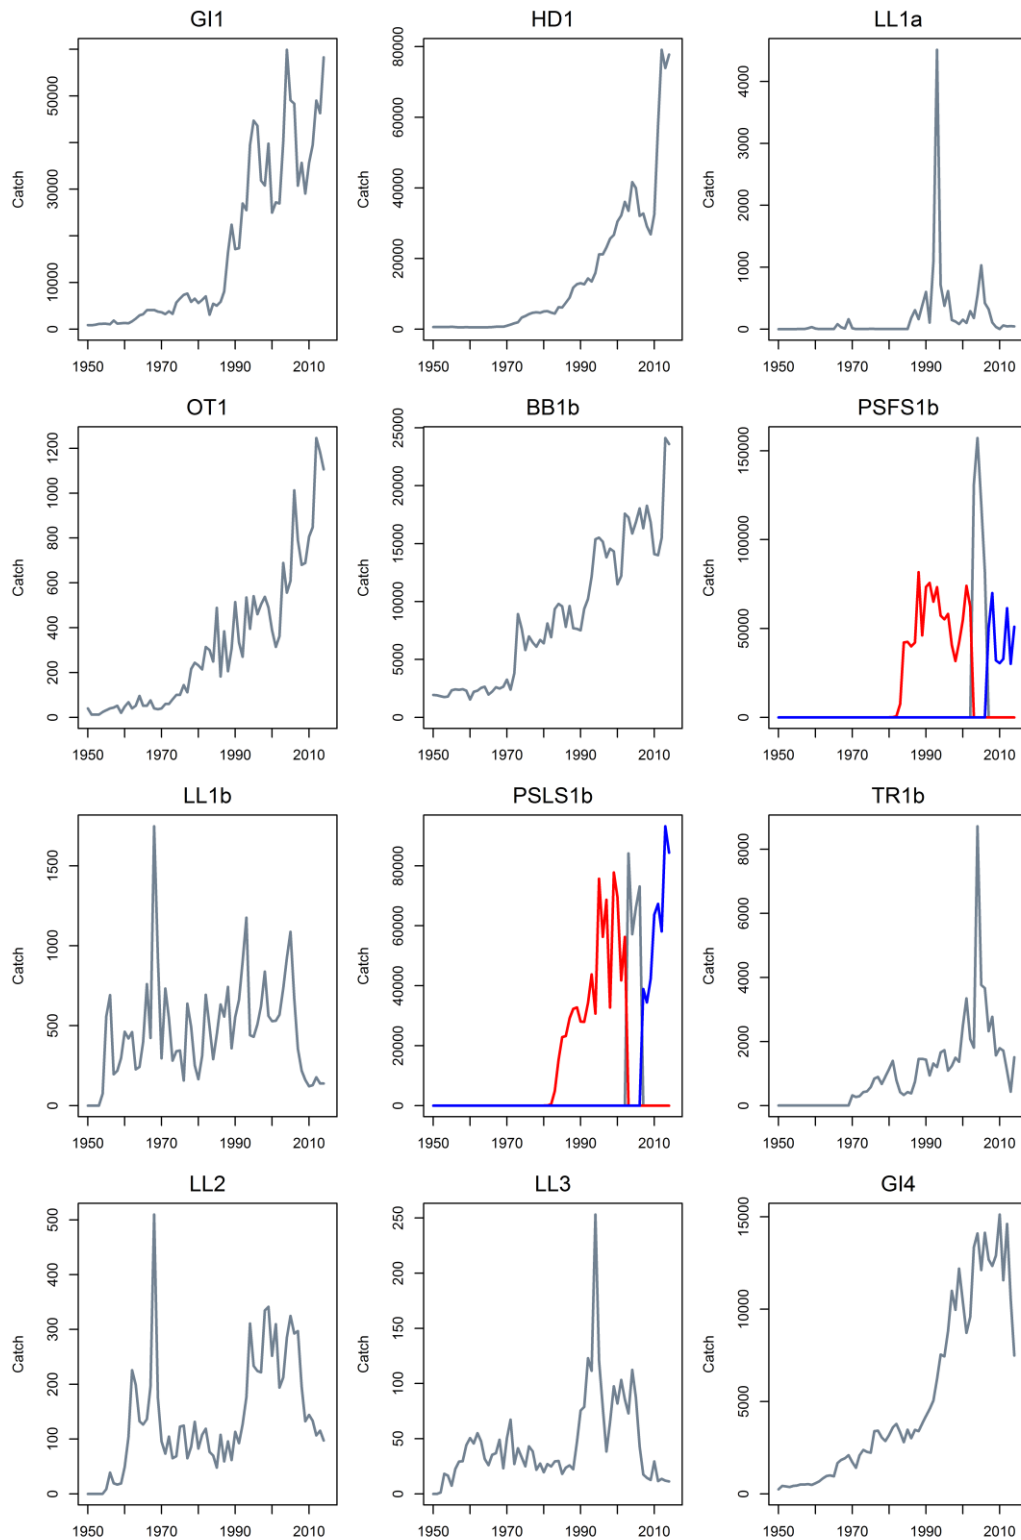 GI1
HD1
LL1a
Catch
0 10000 30000 50000
1950 1970 1990 2010
Catch
0 20000 40000 60000 80000
1950 1970 1990 2010
Catch
0 1000 2000 3000 4000
1950 1970 1990 2010
OT1
BB1b
PSFS1b
Catch
0 200 400 600 800 1000 1200
1950 1970 1990 2010
Catch
0 5000 10000 15000 20000 25000
1950 1970 1990 2010
Catch
0 50000 100000 150000
1950 1970 1990 2010
LL1b
PSLS1b
TR1b
Catch
0 500 1000 1500
1950 1970 1990 2010
Catch
0 20000 40000 60000 80000
1950 1970 1990 2010
Catch
0 2000 4000 6000 8000
1950 1970 1990 2010
LL2
LL3
GI4
Catch
0 100 200 300 400 500
1950 1970 1990 2010
Catch
0 50 100 150 200 250
1950 1970 1990 2010
Catch
0 5000 10000 15000
1950 1970 1990 2010